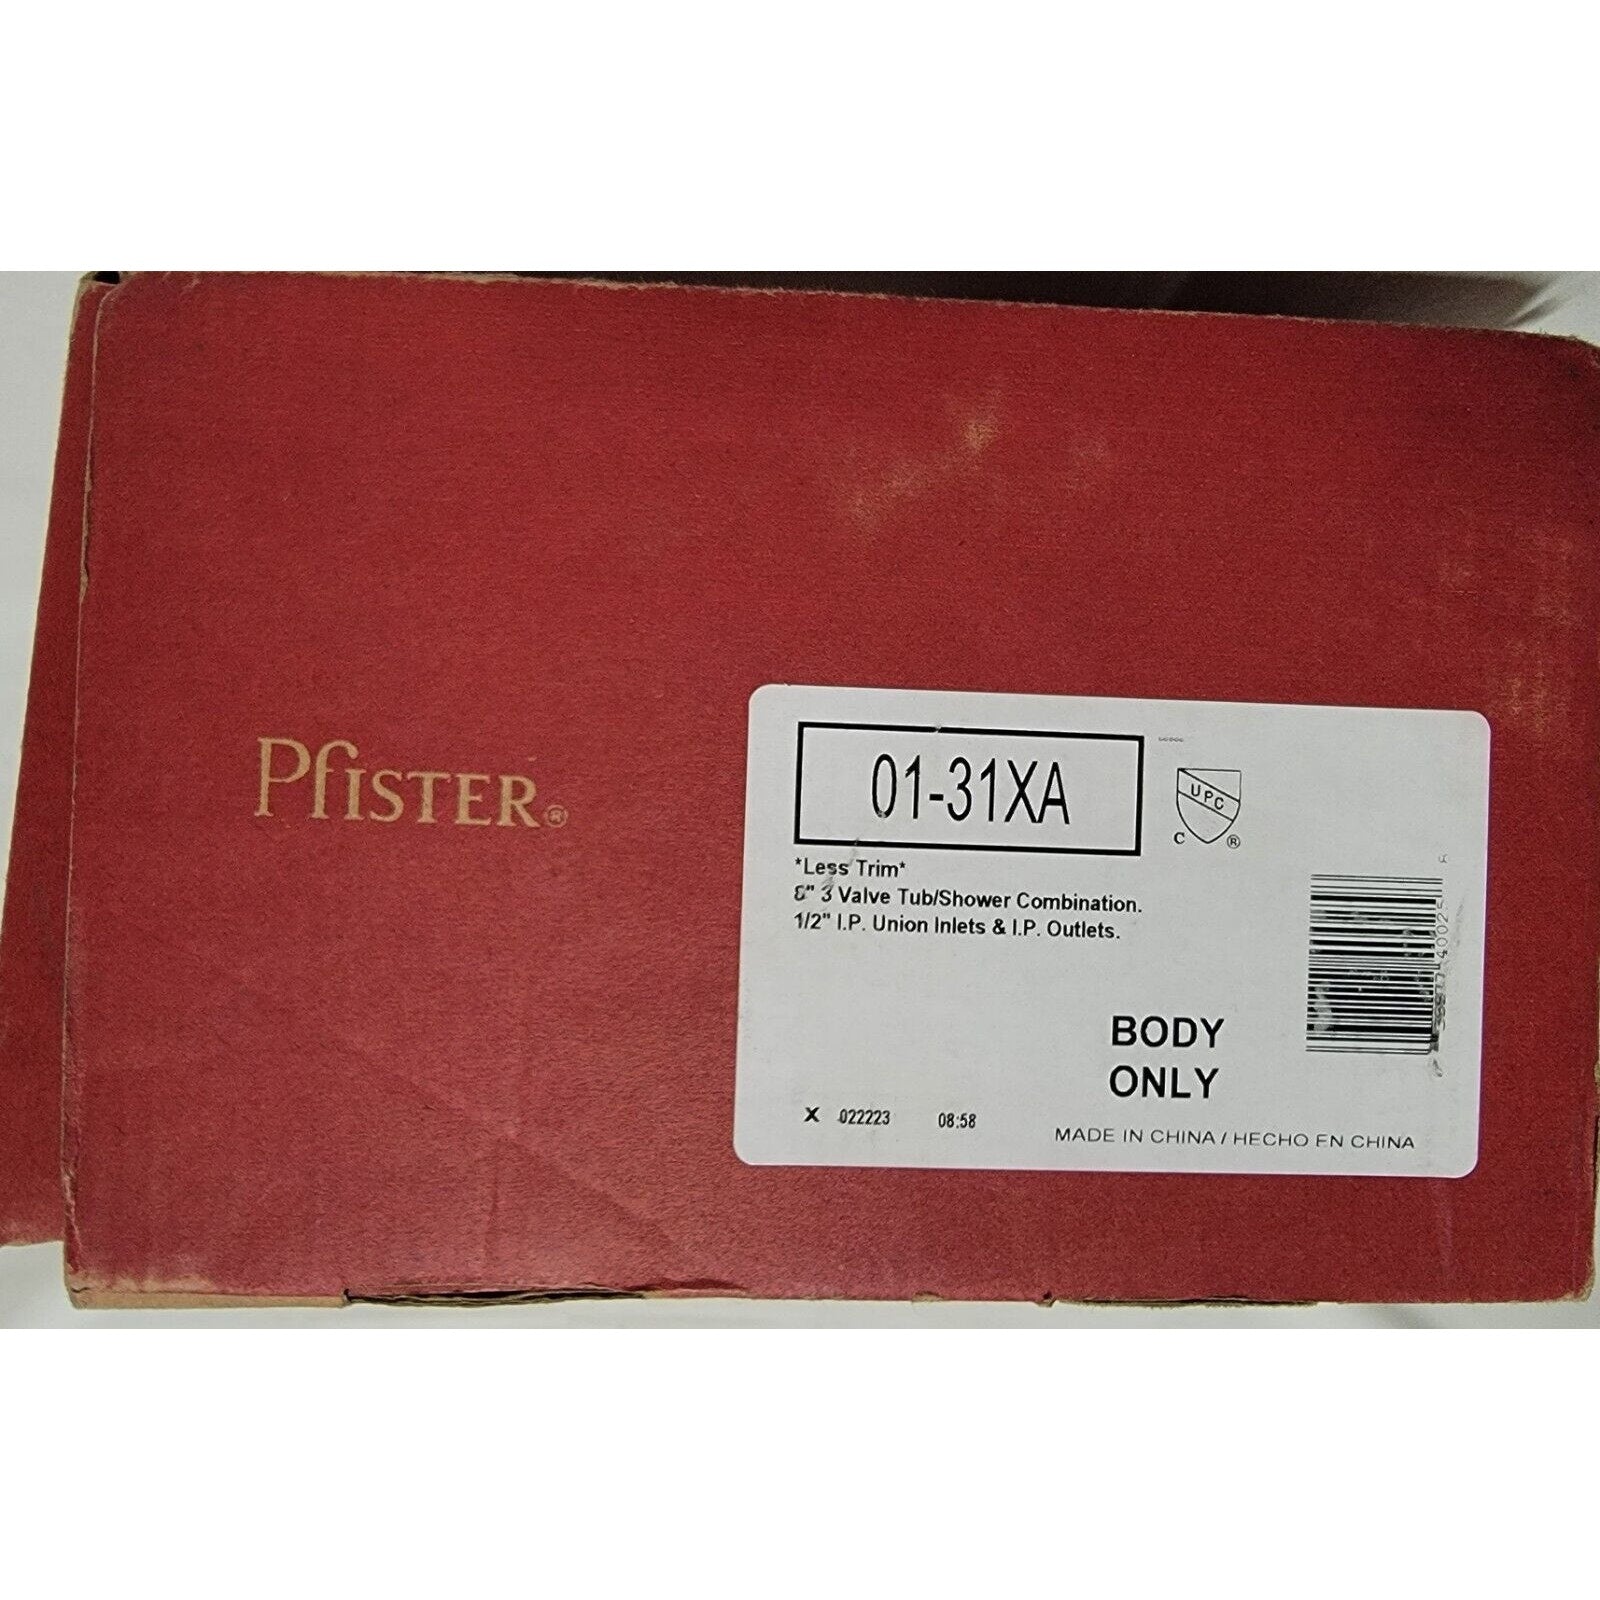 Pfister®
01-31XA
UPC
C ®
*Less Trim*
8" 3 Valve Tub/Shower Combination.
1/2" I.P. Union Inlets & I.P. Outlets.
BODY
ONLY
X 022223 08:58
MADE IN CHINA / HECHO EN CHINA